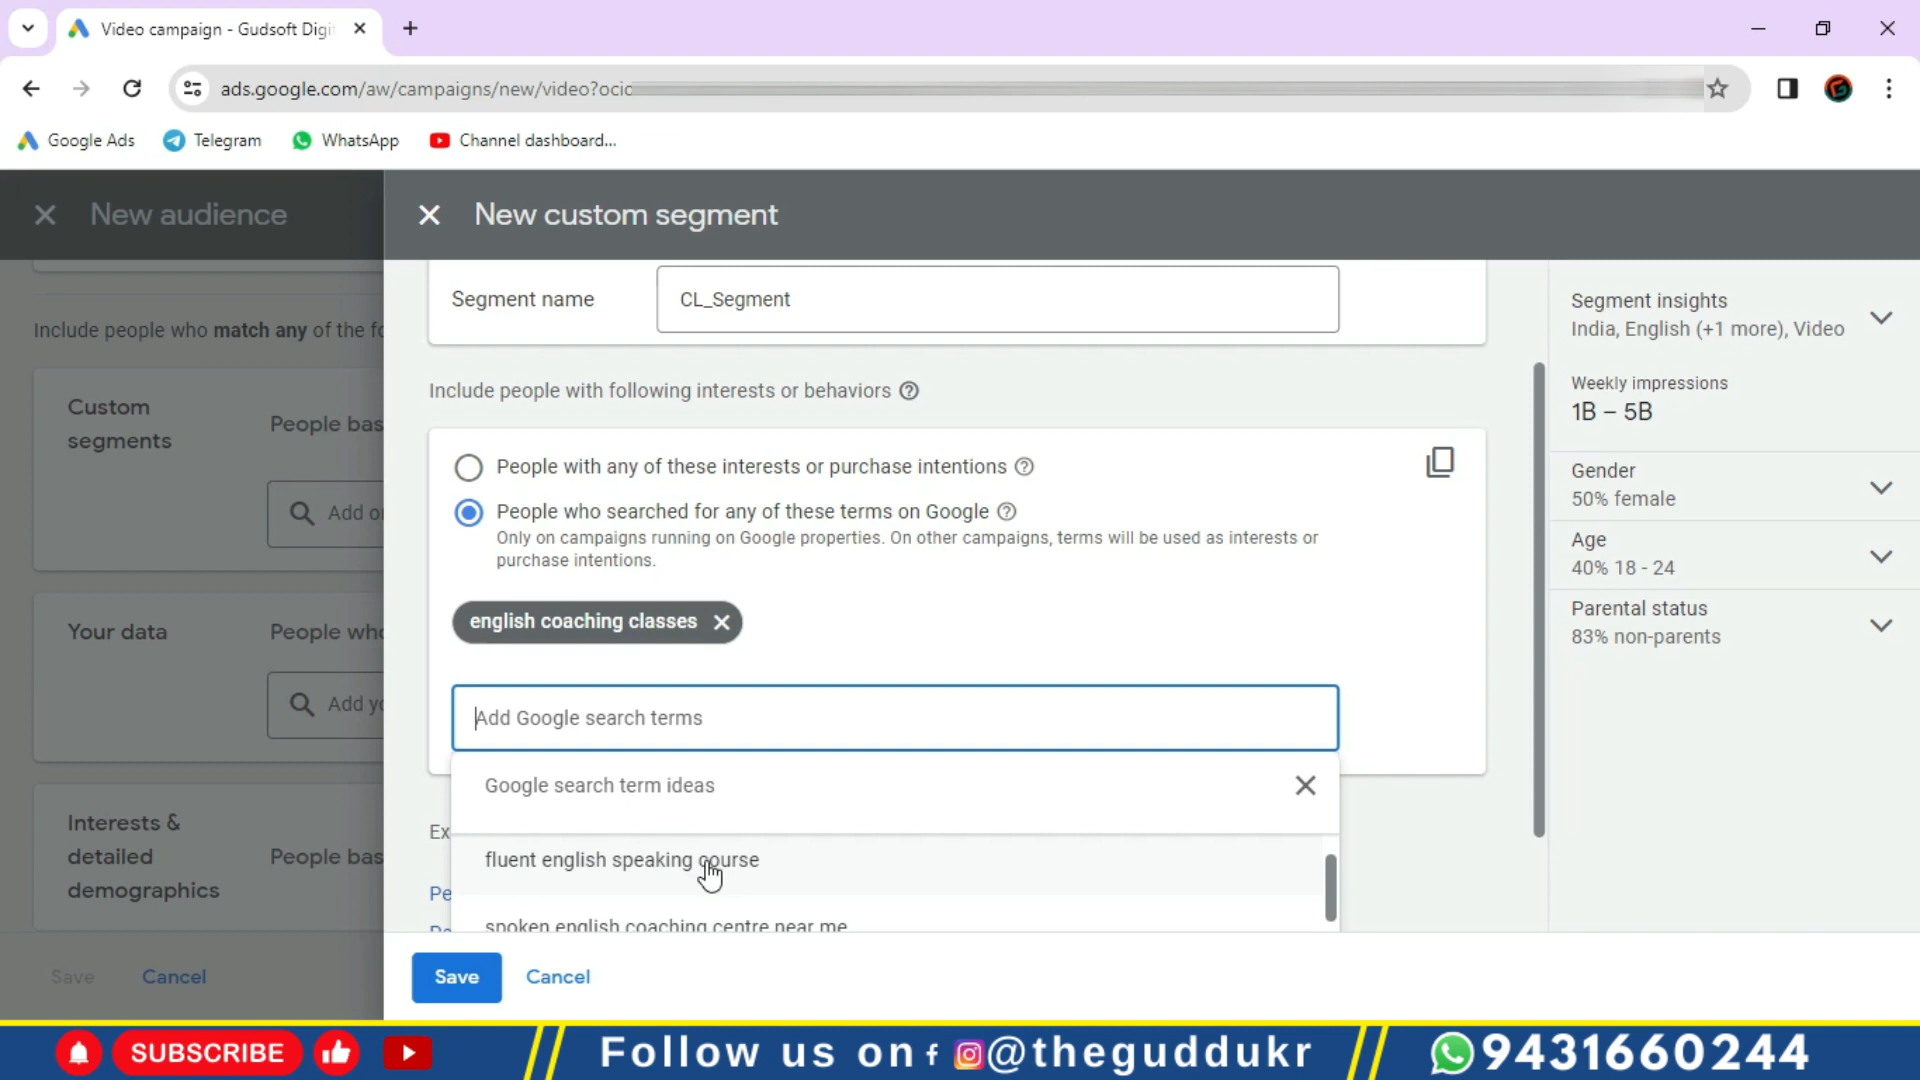 Video campaign - Gudsoft Digi
ads.google.com/aw/campaigns/new/video?ocid
Google Ads
Telegram
WhatsApp
Channel dashboard...
New audience
New custom segment
Segment name
CL_Segment
Include people who match any of the fo
Custom
segments
People bas
Add o
Your data
People who
Add yo
Interests &
detailed
demographics
People bas
Save
Cancel
Include people with following interests or behaviors
People with any of these interests or purchase intentions
People who searched for any of these terms on Google
Only on campaigns running on Google properties. On other campaigns, terms will be used as interests or
purchase intentions.
english coaching classes
Add Google search terms
Google search term ideas
fluent english speaking course
spoken english coaching centre near me
Ex
Pe
Save
Cancel
Segment insights
India, English (+1 more), Video
Weekly impressions
1B – 5B
Gender
50% female
Age
40% 18 - 24
Parental status
83% non-parents
SUBSCRIBE
Follow us on f @theguddukr
9431660244